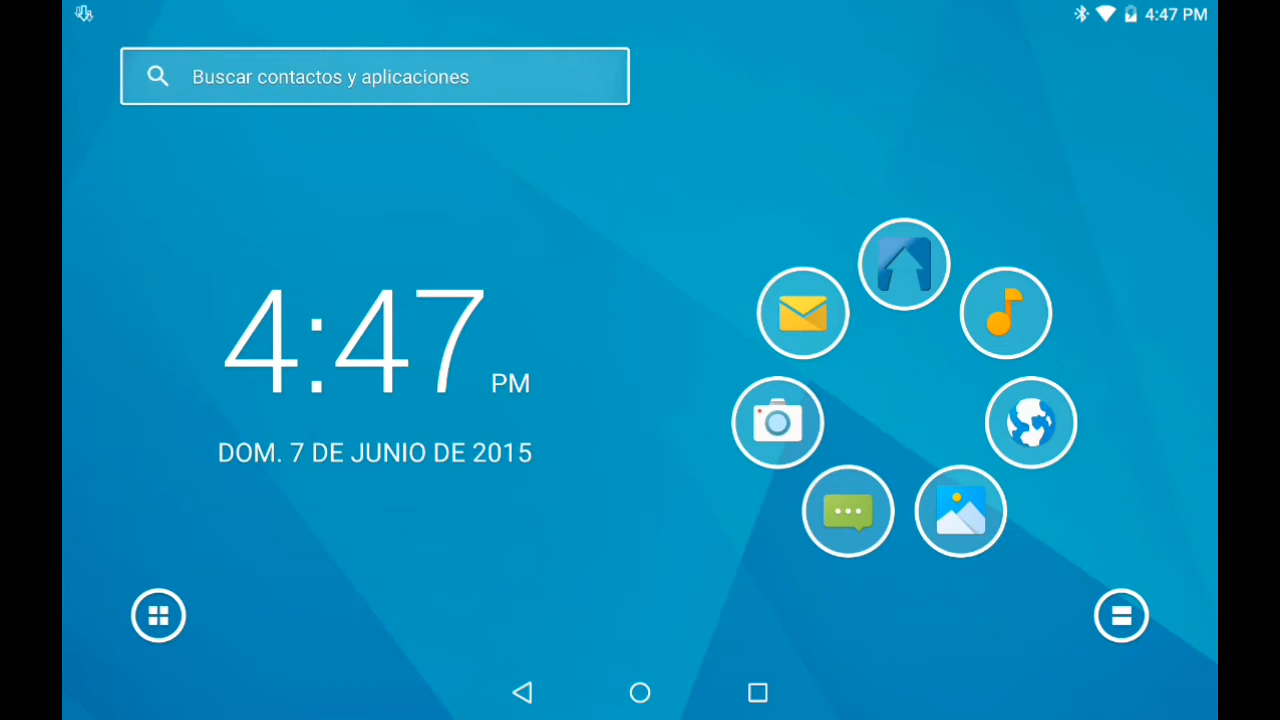 4:47 PM
Buscar contactos y aplicaciones
4:47 PM
DOM. 7 DE JUNIO DE 2015